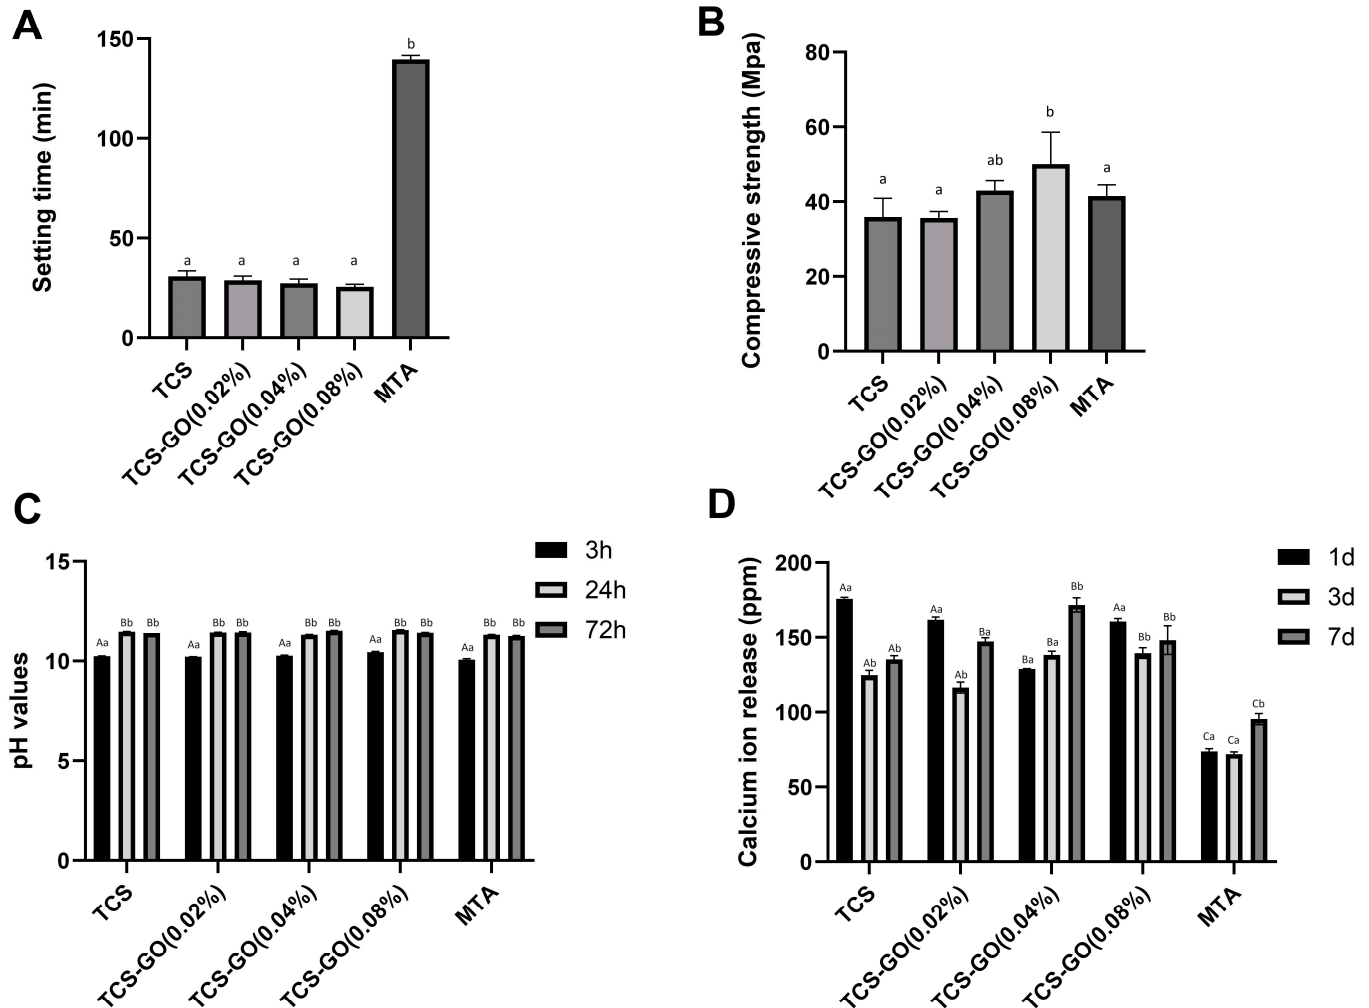 A
Setting time (min)
150
100
50
0
a
a
a
a
b
TCS
TCS-GO(0.02%)
TCS-GO(0.04%)
TCS-GO(0.08%)
MTA
B
Compressive strength (Mpa)
80
60
40
20
0
a
a
ab
b
a
TCS
TCS-GO(0.02%)
TCS-GO(0.04%)
TCS-GO(0.08%)
MTA
C
pH values
15
10
5
0
3h
24h
72h
Aa Bb Bb
Aa Bb Bb
Aa Bb Bb
Aa Bb Bb
Aa Bb Bb
TCS
TCS-GO(0.02%)
TCS-GO(0.04%)
TCS-GO(0.08%)
MTA
D
Calcium ion release (ppm)
200
150
100
50
0
1d
3d
7d
Aa Ab Ab
Aa Ab Ba
Ba Ba Bb
Aa Bb Bb
Ca Ca Cb
TCS
TCS-GO(0.02%)
TCS-GO(0.04%)
TCS-GO(0.08%)
MTA